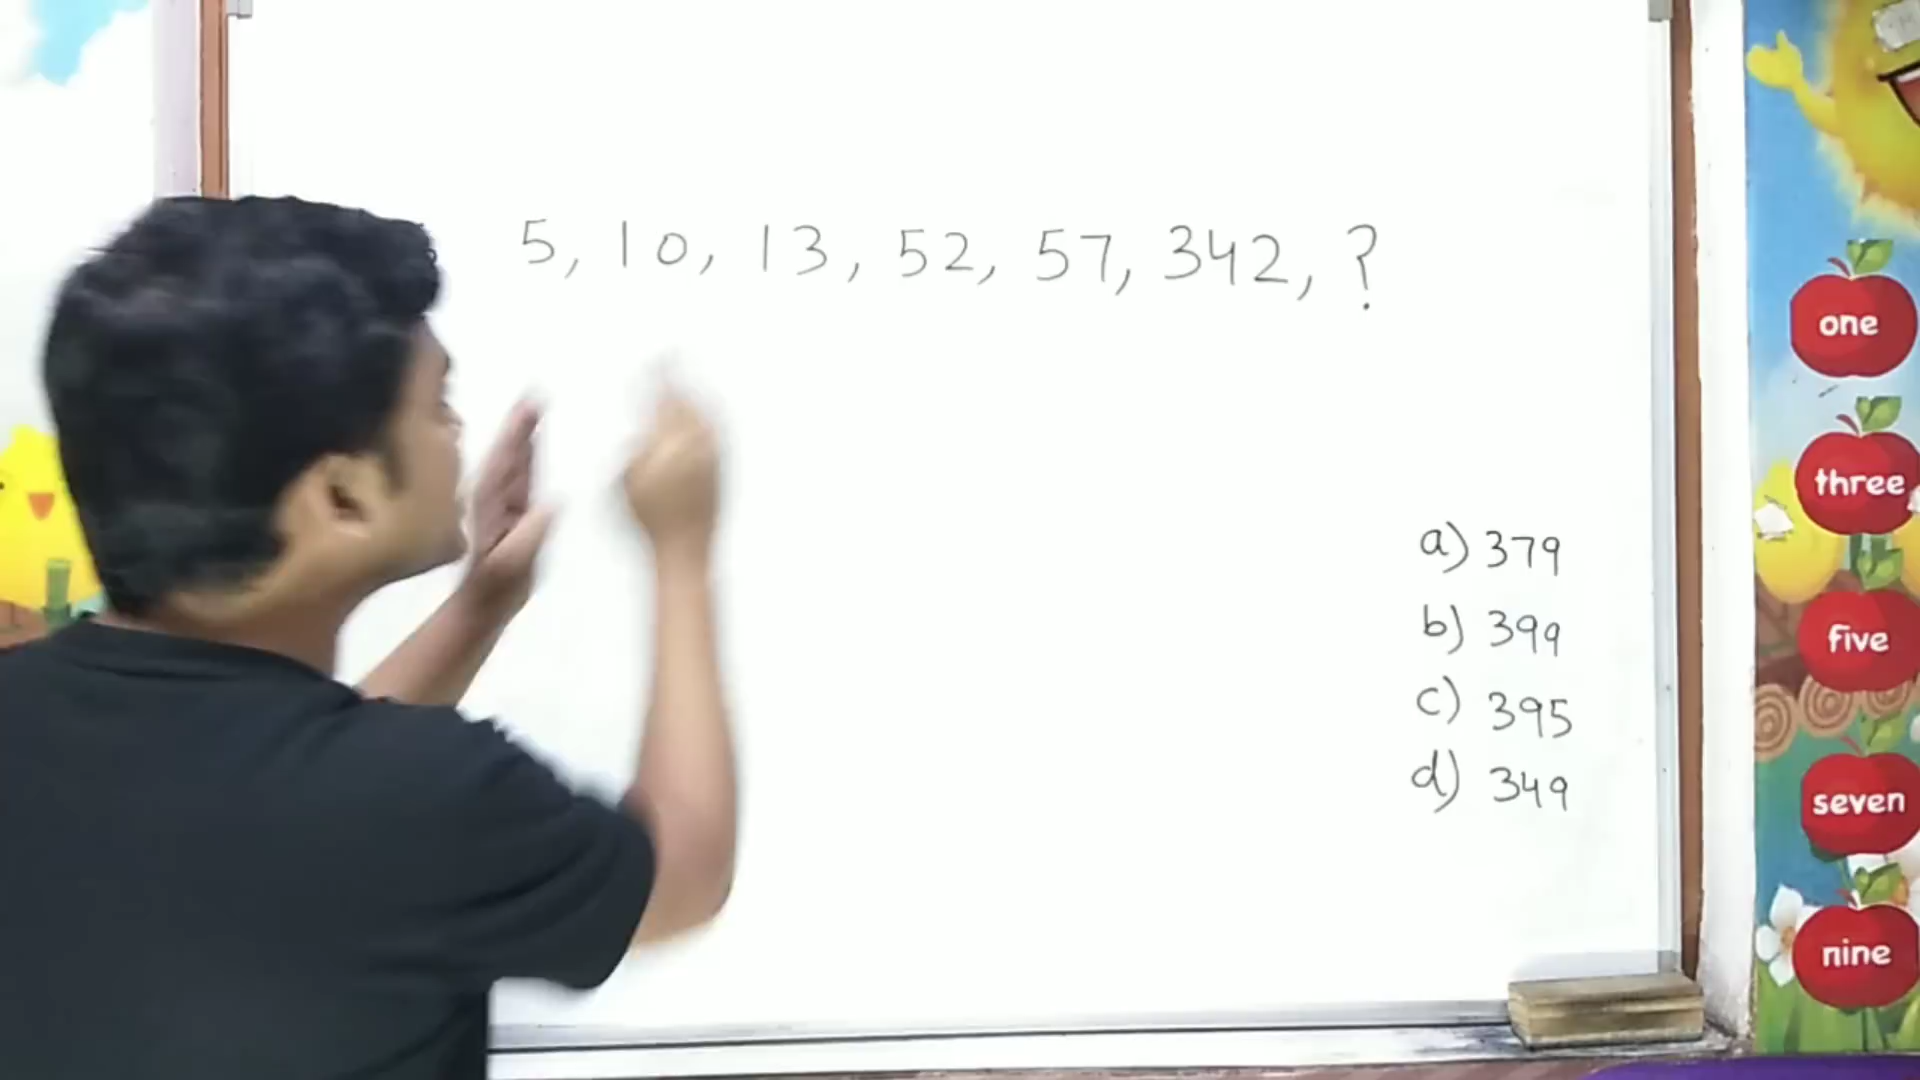 5, 10, 13, 52, 57, 342, ?
a) 379
b) 399
c) 395
d) 349
one
three
five
seven
nine